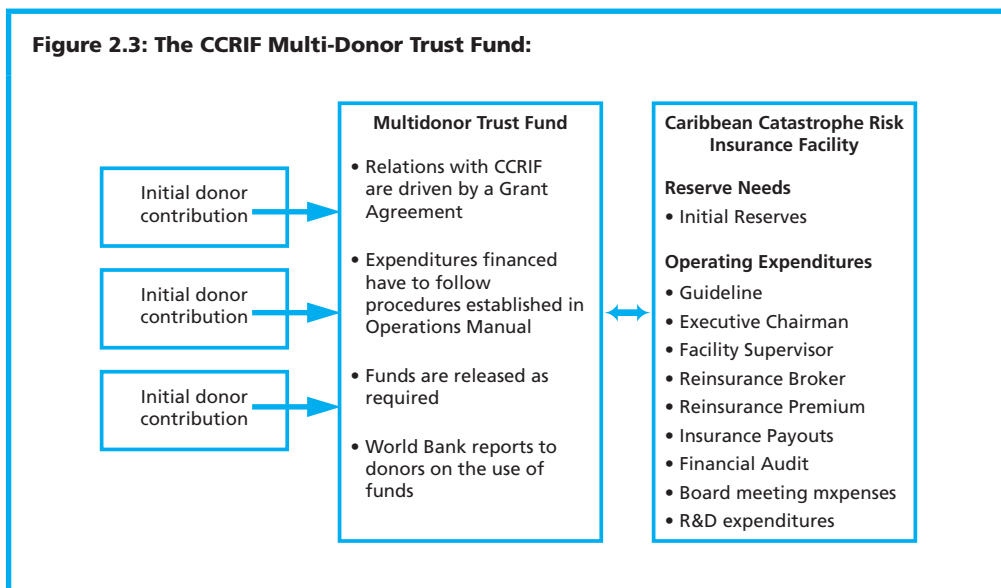 Figure 2.3: The CCRIF Multi-Donor Trust Fund:
Initial donor
contribution
Initial donor
contribution
Initial donor
contribution
Multidonor Trust Fund
• Relations with CCRIF
are driven by a Grant
Agreement
• Expenditures financed
have to follow
procedures established in
Operations Manual
• Funds are released as
required
• World Bank reports to
donors on the use of
funds
Caribbean Catastrophe Risk
Insurance Facility
Reserve Needs
• Initial Reserves
Operating Expenditures
• Guideline
• Executive Chairman
• Facility Supervisor
• Reinsurance Broker
• Reinsurance Premium
• Insurance Payouts
• Financial Audit
• Board meeting mxpenses
• R&D expenditures